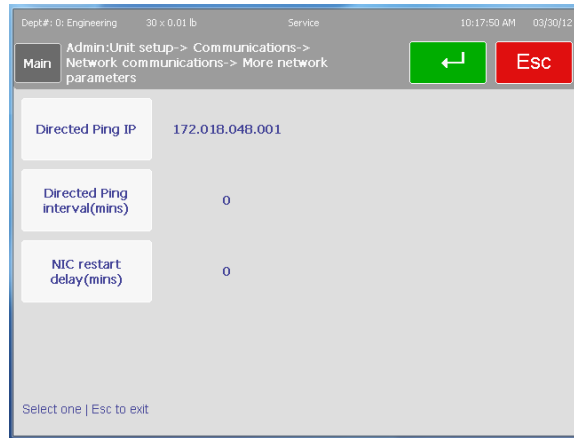 Dept#: 0: Engineering 30 x 0.01 lb Service 10:17:50 AM 03/30/12
Main
Admin:Unit setup-> Communications->
Network communications-> More network
parameters
Esc
Directed Ping IP 172.018.048.001
Directed Ping
interval(mins) 0
NIC restart
delay(mins) 0
Select one | Esc to exit